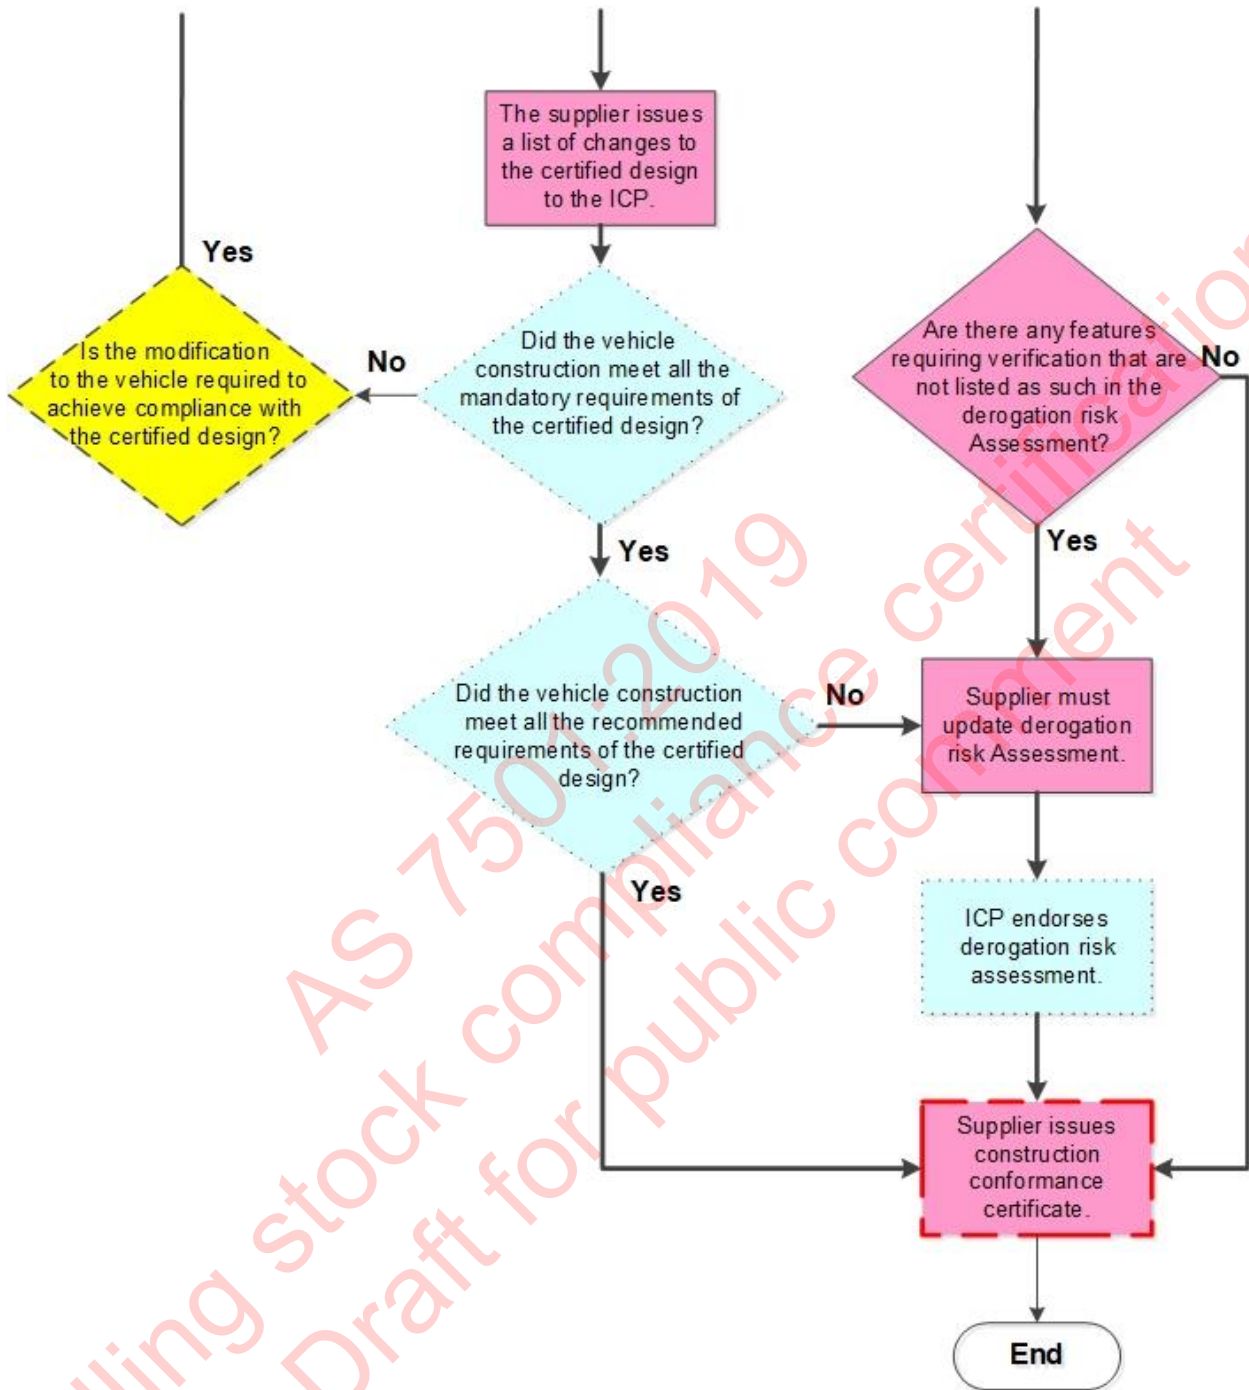 The supplier issues
a list of changes to
the certified design
to the ICP.
Yes
Is the modification
to the vehicle required to
achieve compliance with
the certified design?
No
Did the vehicle
construction meet all the
mandatory requirements of
the certified design?
Are there any features
requiring verification that are
not listed as such in the
derogation risk
Assessment?
No
Yes
Yes
Did the vehicle construction
meet all the recommended
requirements of the certified
design?
No
Supplier must
update derogation
risk Assessment.
Yes
ICP endorses
derogation risk
assessment.
Supplier issues
construction
conformance
certificate.
End
AS 7501:2019
stock compliance certification
Draft for public comment